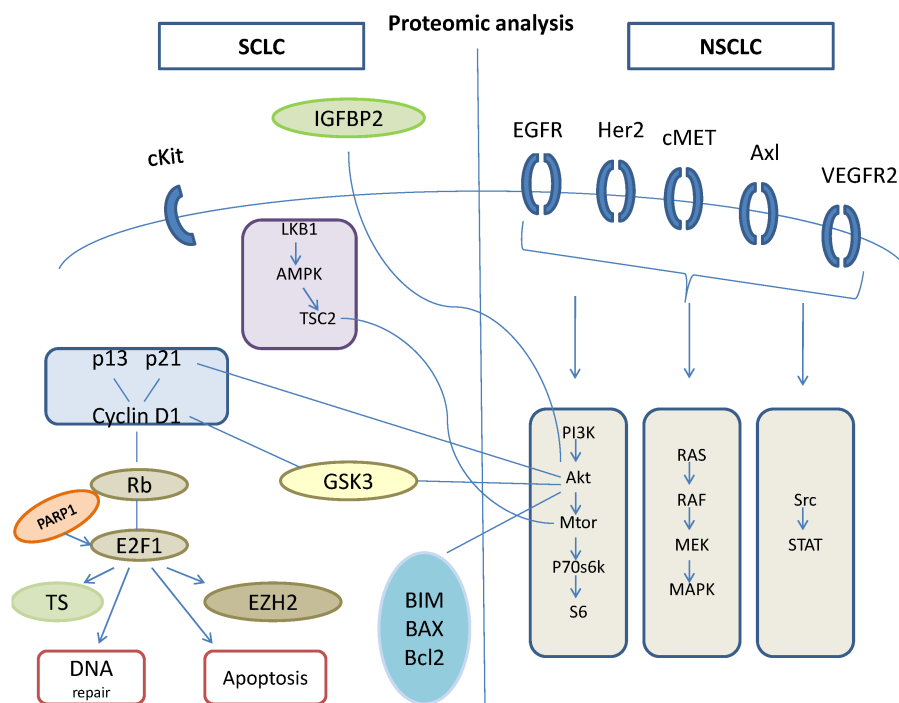 Proteomic analysis
SCLC
NSCLC
IGFBP2
cKit
EGFR
Her2
cMET
Axl
VEGFR2
LKB1
AMPK
TSC2
p13 p21
Cyclin D1
Rb
PARP1
E2F1
TS
EZH2
DNA
repair
Apoptosis
GSK3
BIM
BAX
Bcl2
PI3K
Akt
Mtor
P70s6k
S6
RAS
RAF
MEK
MAPK
Src
STAT